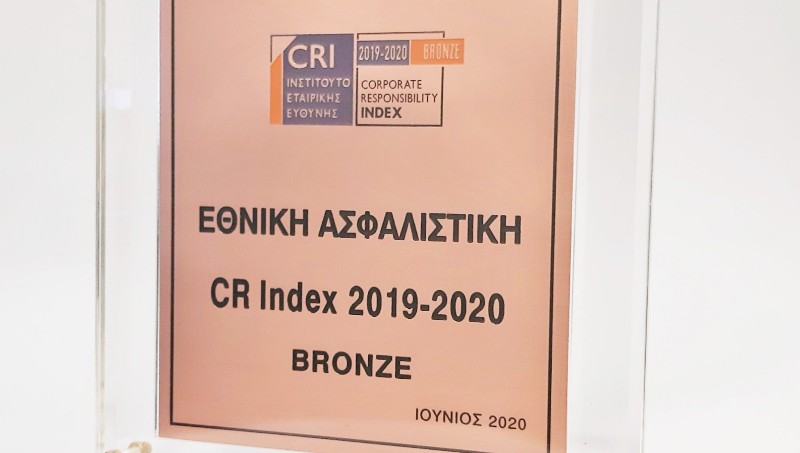 CRI
ΙΝΣΤΙΤΟΥΤΟ
ΕΤΑΙΡΙΚΗΣ
ΕΥΘΥΝΗΣ
2019-2020 BRONZE
CORPORATE
RESPONSIBILITY
INDEX
ΕΘΝΙΚΗ ΑΣΦΑΛΙΣΤΙΚΗ
CR Index 2019-2020
BRONZE
ΙΟΥΝΙΟΣ 2020